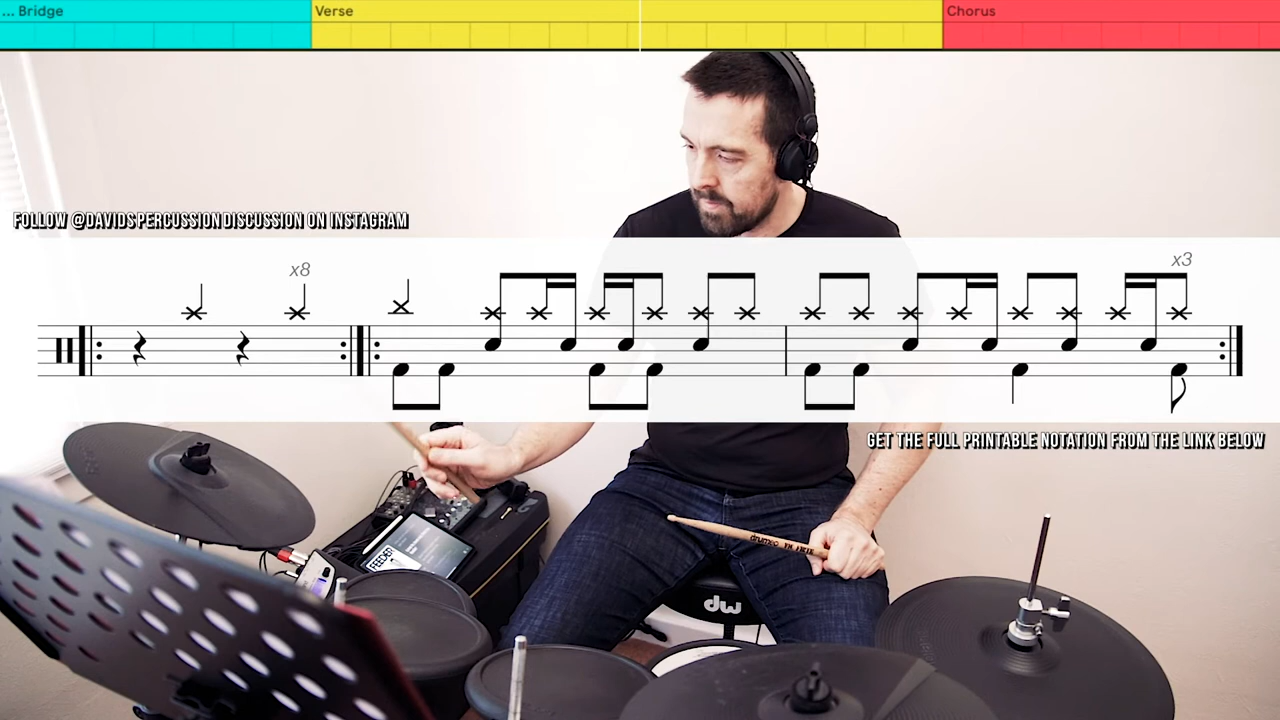 ... Bridge
Verse
Chorus
FOLLOW @DAVIDSPERCUSSIONDISCUSSION ON INSTAGRAM
x8
x3
GET THE FULL PRINTABLE NOTATION FROM THE LINK BELOW
FEEDER
dw